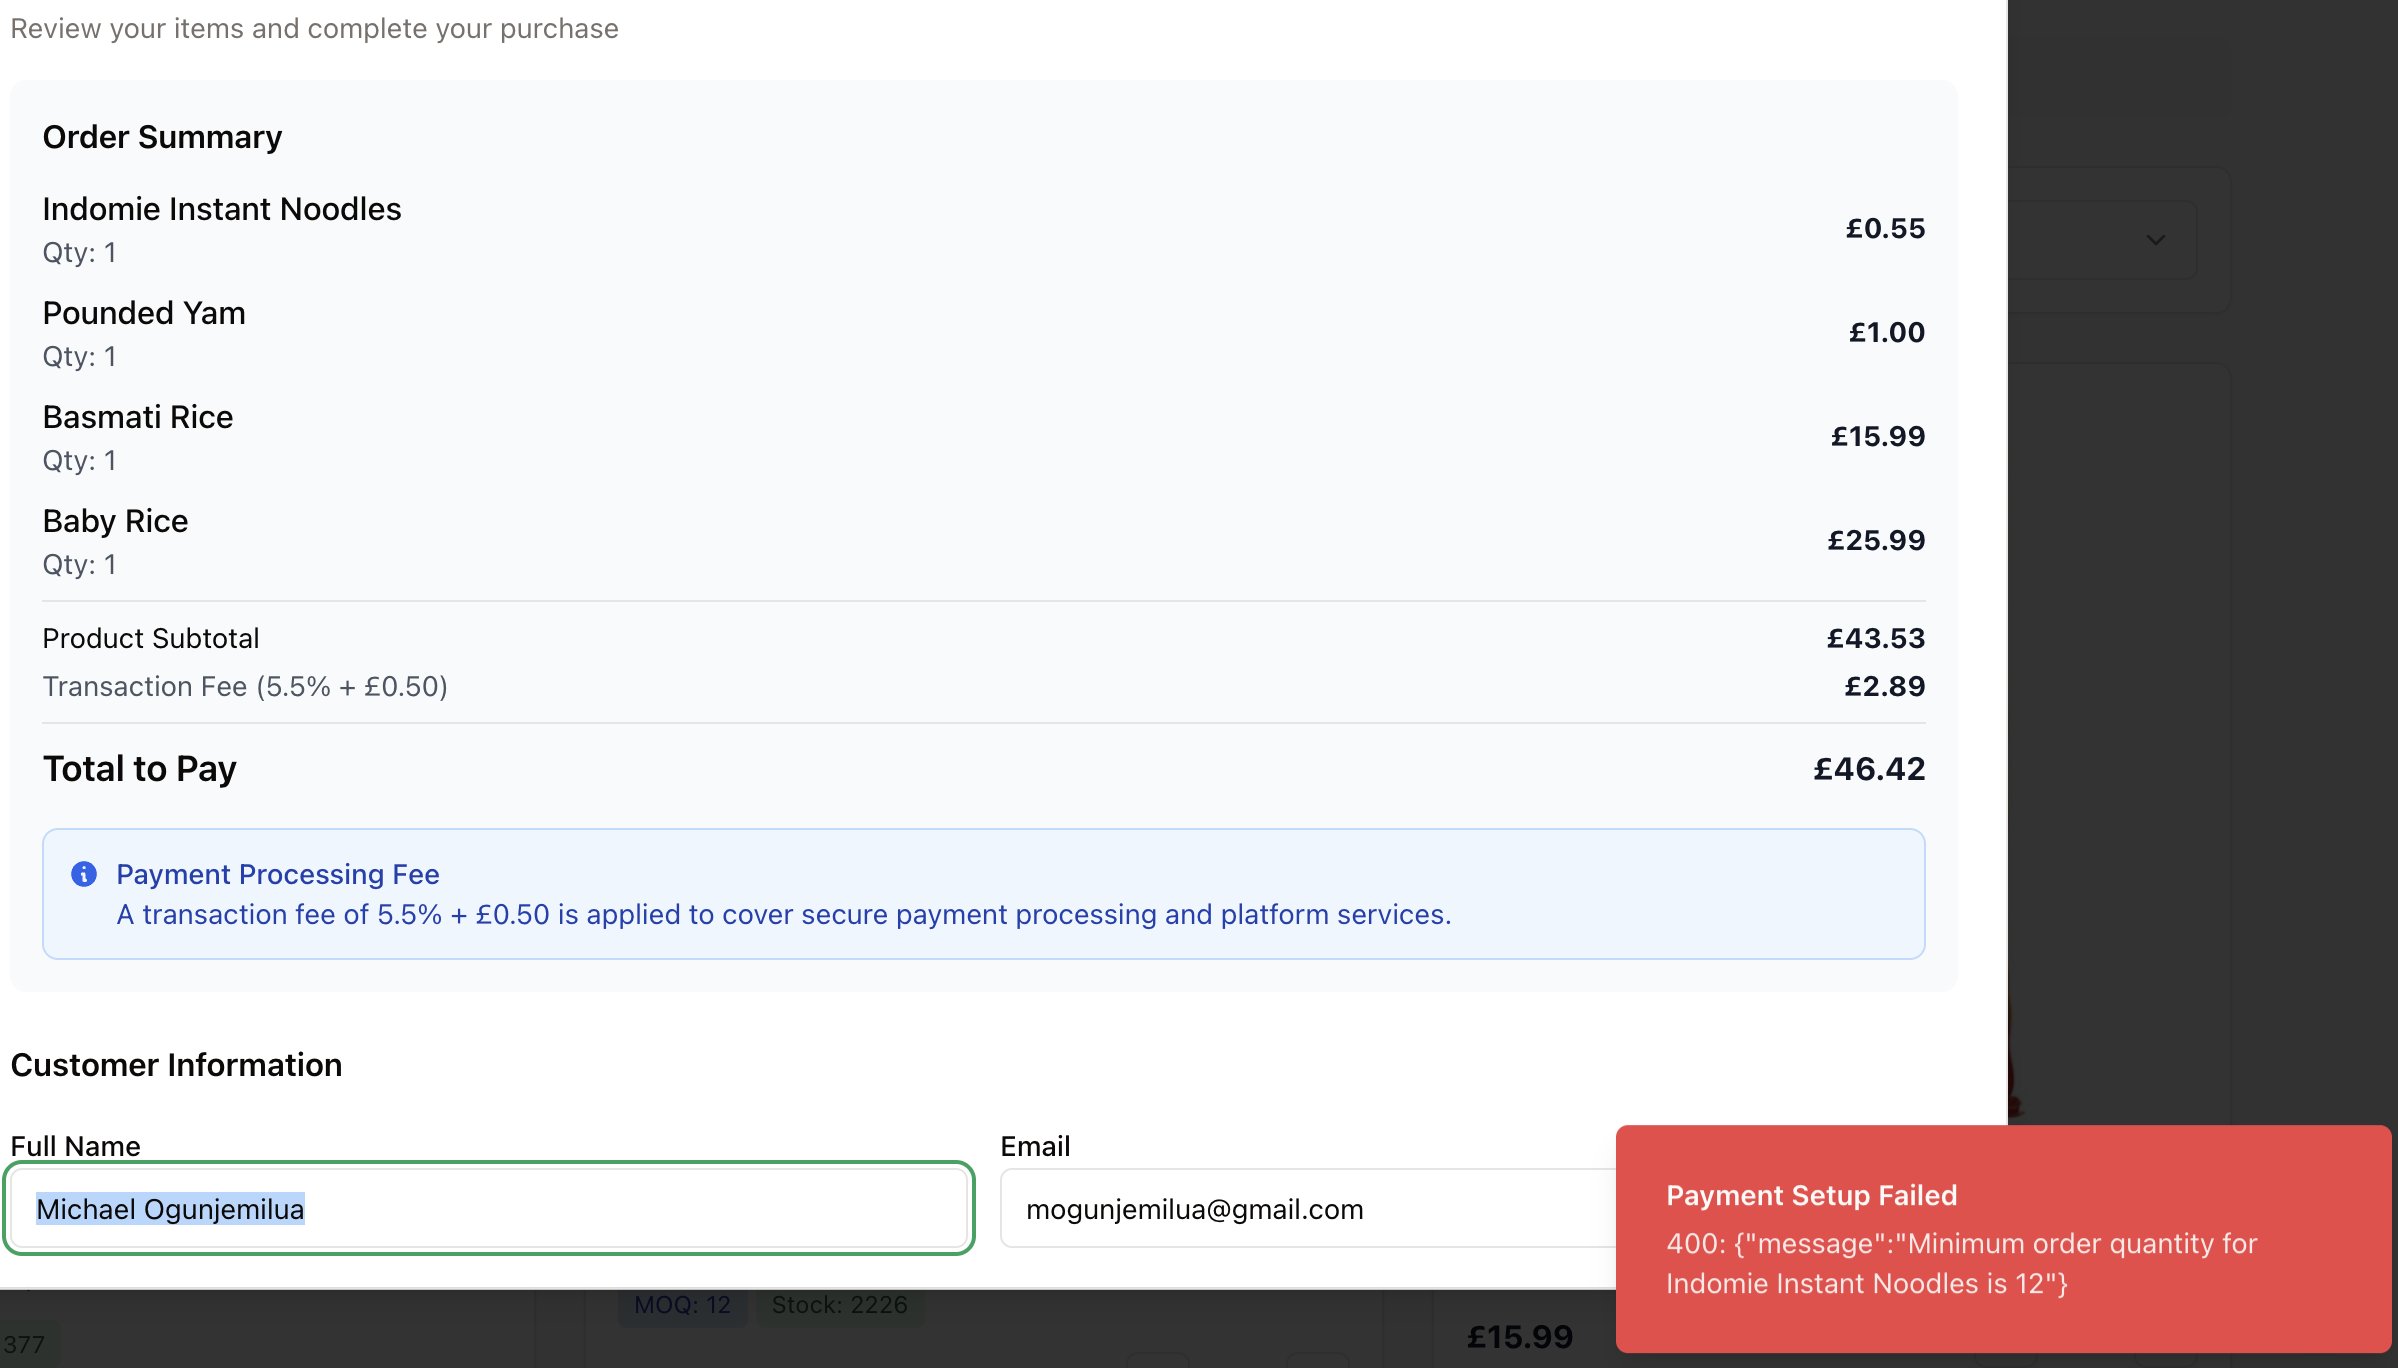 Review your items and complete your purchase
Order Summary
Indomie Instant Noodles
Qty: 1
£0.55
Pounded Yam
Qty: 1
£1.00
Basmati Rice
Qty: 1
£15.99
Baby Rice
Qty: 1
£25.99
Product Subtotal
£43.53
Transaction Fee (5.5% + £0.50)
£2.89
Total to Pay
£46.42
Payment Processing Fee
A transaction fee of 5.5% + £0.50 is applied to cover secure payment processing and platform services.
Customer Information
Full Name
Michael Ogunjemilua
Email
mogunjemilua@gmail.com
Payment Setup Failed
400: {"message":"Minimum order quantity for
Indomie Instant Noodles is 12"}
MOQ: 12
Stock: 2226
377
£15.99